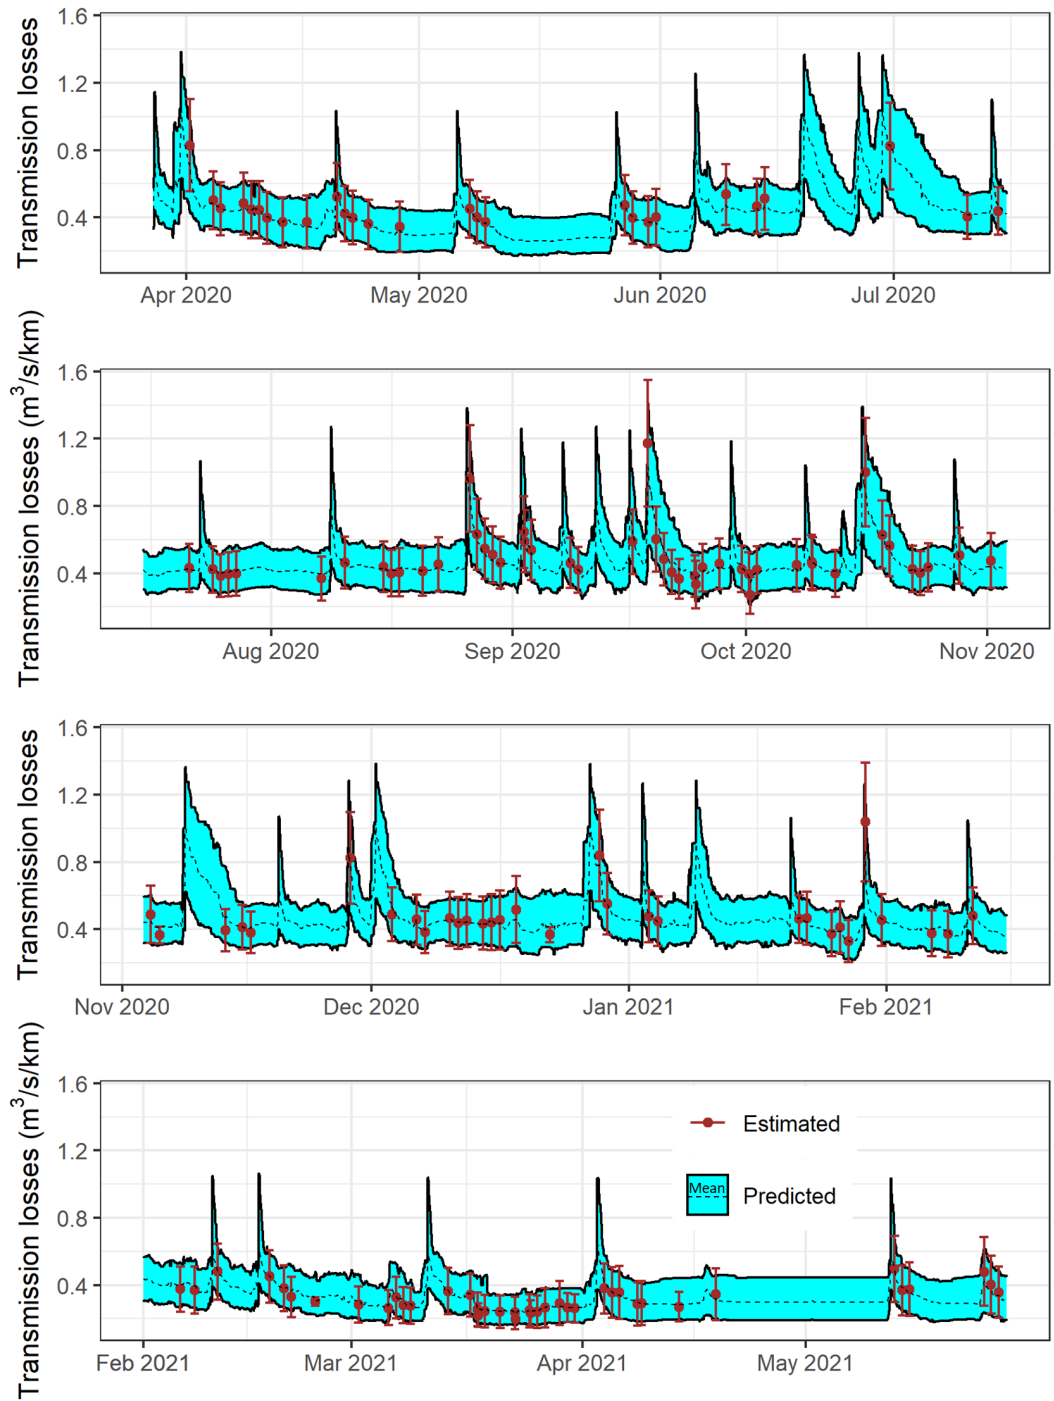 Transmission losses
1.6
1.2
0.8
0.4
Apr 2020 May 2020 Jun 2020 Jul 2020
Transmission losses (m³/s/km)
1.6
1.2
0.8
0.4
Aug 2020 Sep 2020 Oct 2020 Nov 2020
Transmission losses
1.6
1.2
0.8
0.4
Nov 2020 Dec 2020 Jan 2021 Feb 2021
Transmission losses (m³/s/km)
1.6
1.2
0.8
0.4
Estimated
Mean
Predicted
Feb 2021 Mar 2021 Apr 2021 May 2021